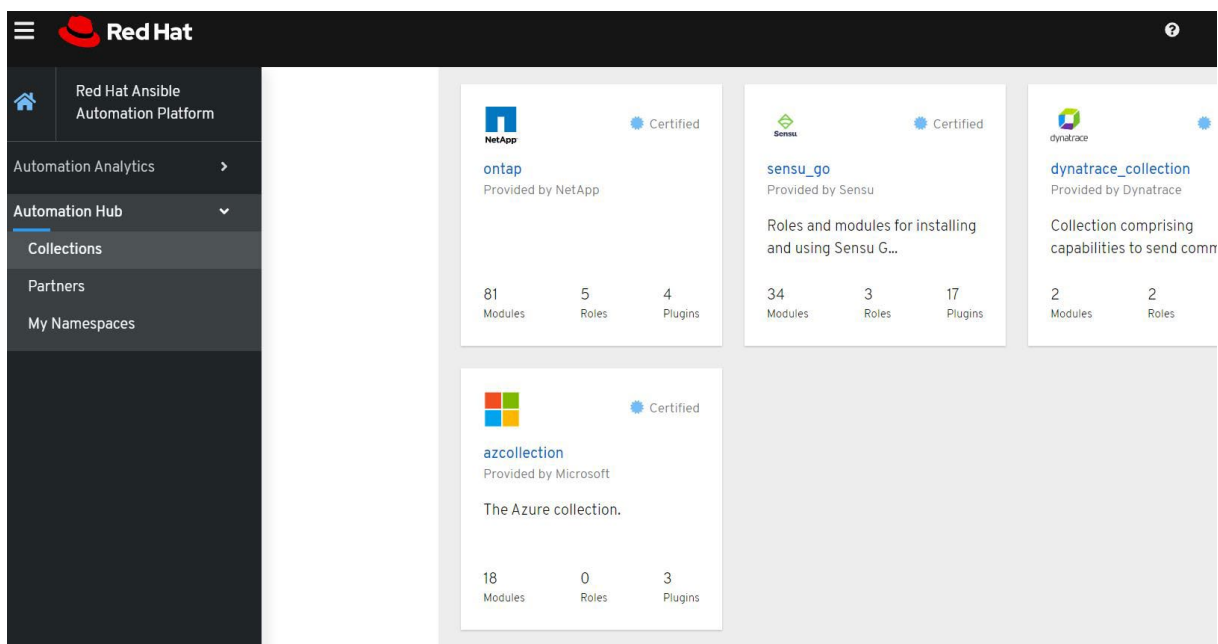 Red Hat
Red Hat Ansible
Automation Platform
Automation Analytics
Automation Hub
Collections
Partners
My Namespaces
NetApp
Certified
ontap
Provided by NetApp
81 5 4
Modules Roles Plugins
Sensu
Certified
sensu_go
Provided by Sensu
Roles and modules for installing
and using Sensu G...
34 3 17
Modules Roles Plugins
dynatrace
dynatrace_collection
Provided by Dynatrace
Collection comprising
capabilities to send comm
2 2
Modules Roles
Certified
azcollection
Provided by Microsoft
The Azure collection.
18 0 3
Modules Roles Plugins